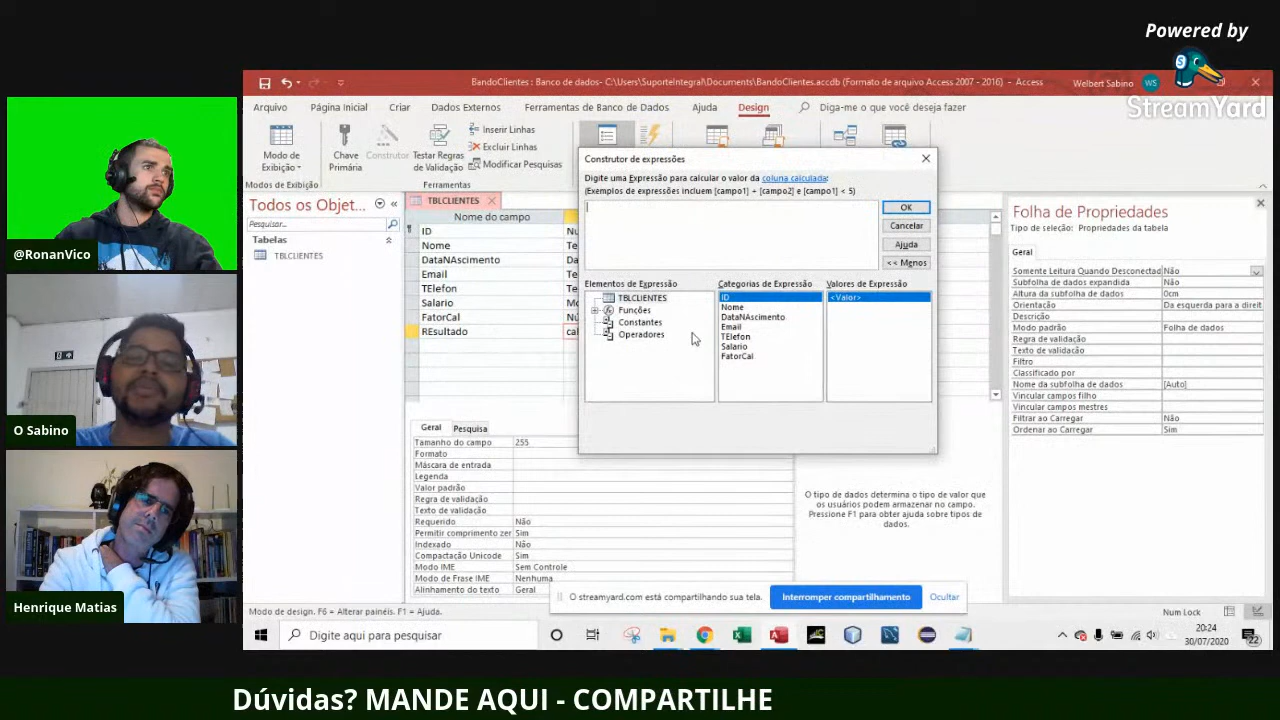 Powered by
StreamYard
@RonanVico
O Sabino
Henrique Matias
BandoClientes : Banco de dados- C:\Users\SuporteIntegral\Documents\BandoClientes.accdb (Formato de arquivo Access 2007 - 2016) - Access
Welbert Sabino
WS
Arquivo
Página Inicial
Criar
Dados Externos
Ferramentas de Banco de Dados
Ajuda
Design
Diga-me o que você deseja fazer
Modo de
Exibição
Chave
Primária
Construtor
Testar Regras
de Validação
Inserir Linhas
Excluir Linhas
Modificar Pesquisas
Modos de Exibição
Ferramentas
Todos os Objet...
Pesquisar...
Tabelas
TBLCLIENTES
TBLCLIENTES
Nome do campo
ID
Nú
Nome
Te
DataNAscimento
Da
Email
Te
TElefon
Te
Salario
Mo
FatorCal
Nú
REsultado
cal
Construtor de expressões
Digite uma Expressão para calcular o valor da coluna calculada:
(Exemplos de expressões incluem [campo1] + [campo2] e [campo1] < 5)
OK
Cancelar
Ajuda
<< Menos
Elementos de Expressão
Categorias de Expressão
Valores de Expressão
TBLCLIENTES
Funções
Constantes
Operadores
ID
Nome
DataNAscimento
Email
TElefon
Salario
FatorCal
<Valor>
Geral
Pesquisa
Tamanho do campo
255
Formato
Máscara de entrada
Legenda
Valor padrão
Regra de validação
Texto de validação
Requerido
Não
Permitir comprimento zer
Sim
Indexado
Não
Compactação Unicode
Sim
Modo IME
Sem Controle
Modo de Frase IME
Nenhuma
Alinhamento do texto
Geral
O tipo de dados determina o tipo de valor que
os usuários podem armazenar no campo.
Pressione F1 para obter ajuda sobre tipos de
dados.
Folha de Propriedades
Tipo de seleção: Propriedades da tabela
Geral
Somente Leitura Quando Desconectad
Não
Subfolha de dados expandida
Não
Altura da subfolha de dados
0cm
Orientação
Da esquerda para a direit
Descrição
Modo padrão
Folha de dados
Regra de validação
Texto de validação
Filtro
Classificado por
Nome da subfolha de dados
[Auto]
Vincular campos filho
Vincular campos mestres
Filtrar ao Carregar
Não
Ordenar ao Carregar
Sim
O streamyard.com está compartilhando sua tela.
Interromper compartilhamento
Ocultar
Modo de design. F6 = Alterar painéis. F1 = Ajuda.
Num Lock
Digite aqui para pesquisar
20:24
30/07/2020
22
Dúvidas? MANDE AQUI - COMPARTILHE